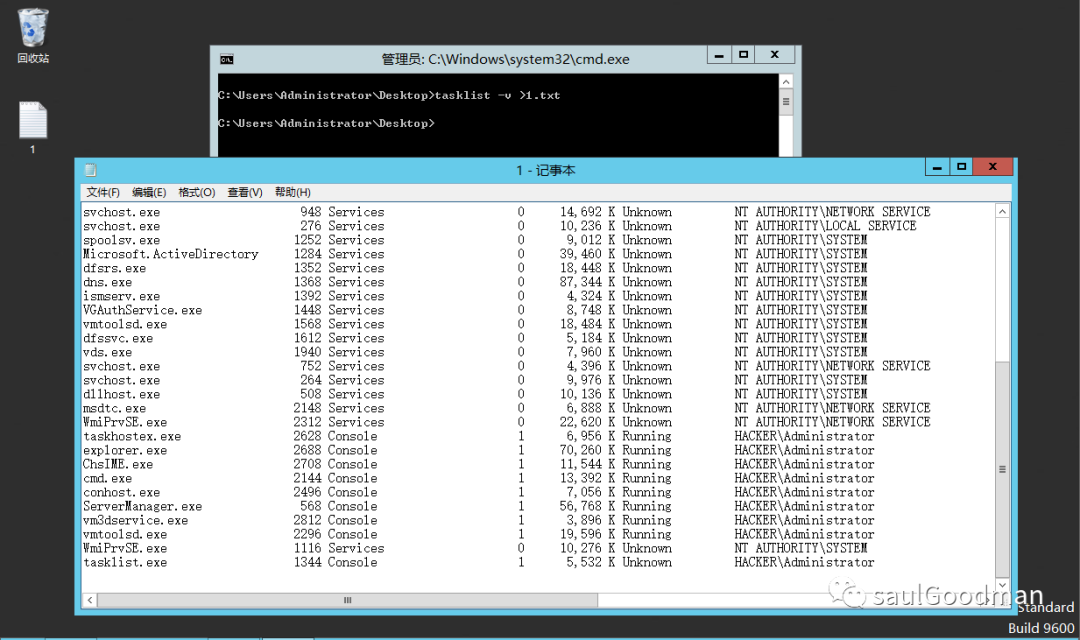 回收站
1
管理员: C:\Windows\system32\cmd.exe
C:\Users\Administrator\Desktop>tasklist -v >1.txt
C:\Users\Administrator\Desktop>
1 - 记事本
文件(F) 编辑(E) 格式(O) 查看(V) 帮助(H)
svchost.exe 948 Services 0 14,692 K Unknown NT AUTHORITY\NETWORK SERVICE
svchost.exe 276 Services 0 10,236 K Unknown NT AUTHORITY\LOCAL SERVICE
spoolsv.exe 1252 Services 0 9,012 K Unknown NT AUTHORITY\SYSTEM
Microsoft.ActiveDirectory 1284 Services 0 39,460 K Unknown NT AUTHORITY\SYSTEM
dfsrs.exe 1352 Services 0 18,448 K Unknown NT AUTHORITY\SYSTEM
dns.exe 1368 Services 0 87,344 K Unknown NT AUTHORITY\SYSTEM
ismserv.exe 1392 Services 0 4,324 K Unknown NT AUTHORITY\SYSTEM
VGAuthService.exe 1448 Services 0 8,748 K Unknown NT AUTHORITY\SYSTEM
vmtoolsd.exe 1568 Services 0 18,484 K Unknown NT AUTHORITY\SYSTEM
dfssvc.exe 1612 Services 0 5,184 K Unknown NT AUTHORITY\SYSTEM
vds.exe 1940 Services 0 7,960 K Unknown NT AUTHORITY\SYSTEM
svchost.exe 752 Services 0 4,396 K Unknown NT AUTHORITY\NETWORK SERVICE
svchost.exe 264 Services 0 9,976 K Unknown NT AUTHORITY\SYSTEM
dllhost.exe 508 Services 0 10,136 K Unknown NT AUTHORITY\SYSTEM
msdtc.exe 2148 Services 0 6,888 K Unknown NT AUTHORITY\NETWORK SERVICE
WmiPrvSE.exe 2312 Services 0 22,620 K Unknown NT AUTHORITY\NETWORK SERVICE
taskhostex.exe 2628 Console 1 6,956 K Running HACKER\Administrator
explorer.exe 2688 Console 1 70,260 K Running HACKER\Administrator
ChsIME.exe 2708 Console 1 11,544 K Running HACKER\Administrator
cmd.exe 2144 Console 1 13,392 K Running HACKER\Administrator
conhost.exe 2496 Console 1 7,056 K Running HACKER\Administrator
ServerManager.exe 568 Console 1 56,768 K Running HACKER\Administrator
vm3dservice.exe 2812 Console 1 3,896 K Running HACKER\Administrator
vmtoolsd.exe 2296 Console 1 19,596 K Running HACKER\Administrator
WmiPrvSE.exe 1116 Services 0 10,276 K Unknown NT AUTHORITY\SYSTEM
tasklist.exe 1344 Console 1 5,532 K Unknown HACKER\Administrator
saulGoodman
Standard
Build 9600